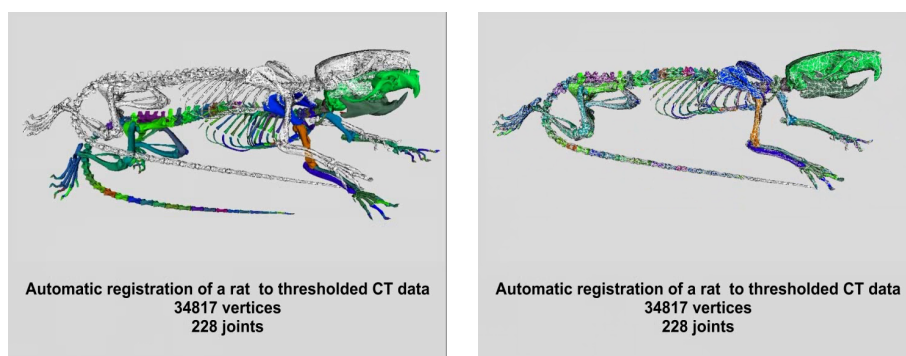 Automatic registration of a rat to thresholded CT data
34817 vertices
228 joints
Automatic registration of a rat to thresholded CT data
34817 vertices
228 joints